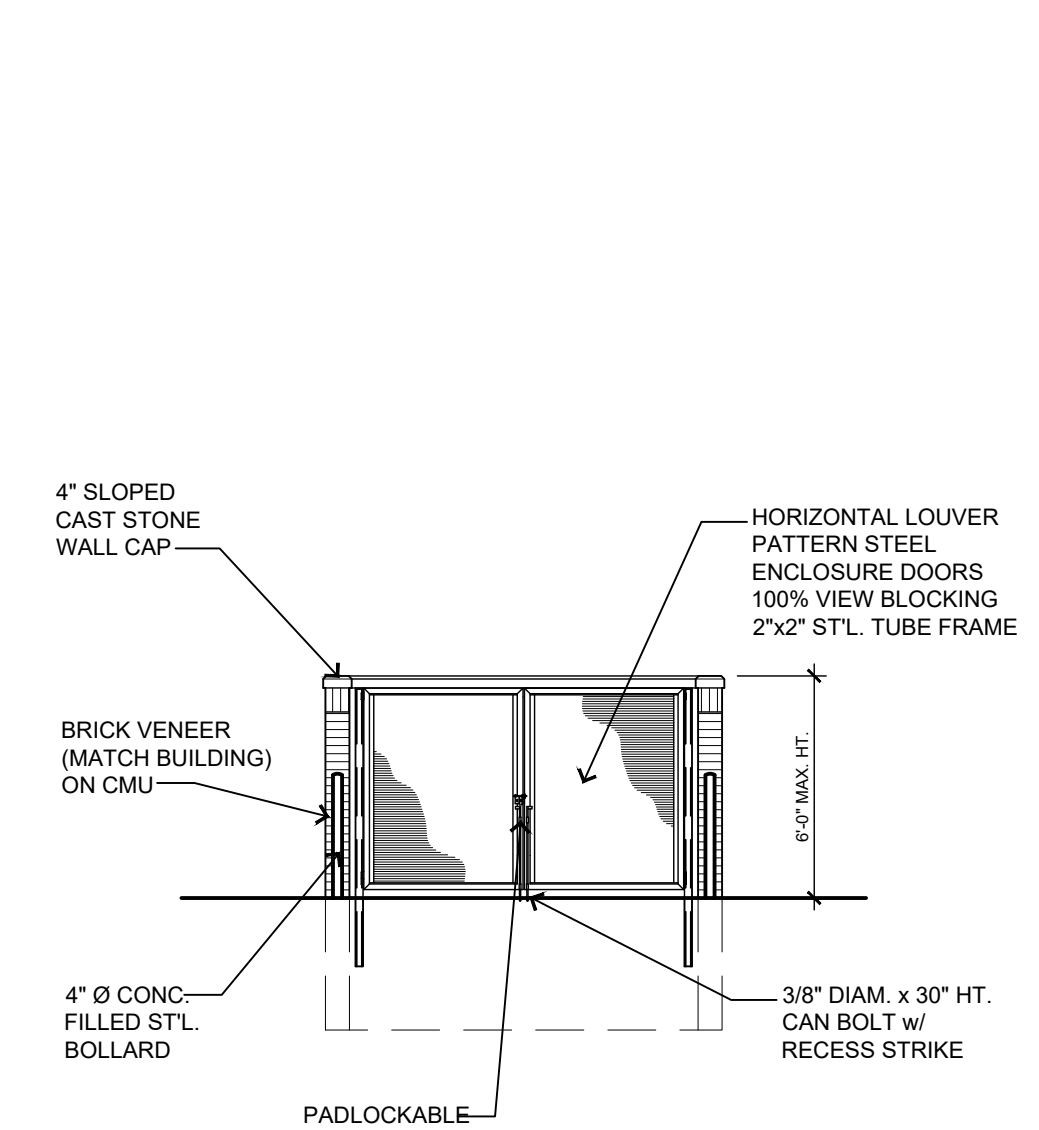 4" SLOPED
CAST STONE
WALL CAP
HORIZONTAL LOUVER
PATTERN STEEL
ENCLOSURE DOORS
100% VIEW BLOCKING
2"x2" ST'L. TUBE FRAME
BRICK VENEER
(MATCH BUILDING)
ON CMU
6'-0" MAX. HT.
4" Ø CONC.
FILLED ST'L.
BOLLARD
3/8" DIAM. x 30" HT.
CAN BOLT w/
RECESS STRIKE
PADLOCKABLE